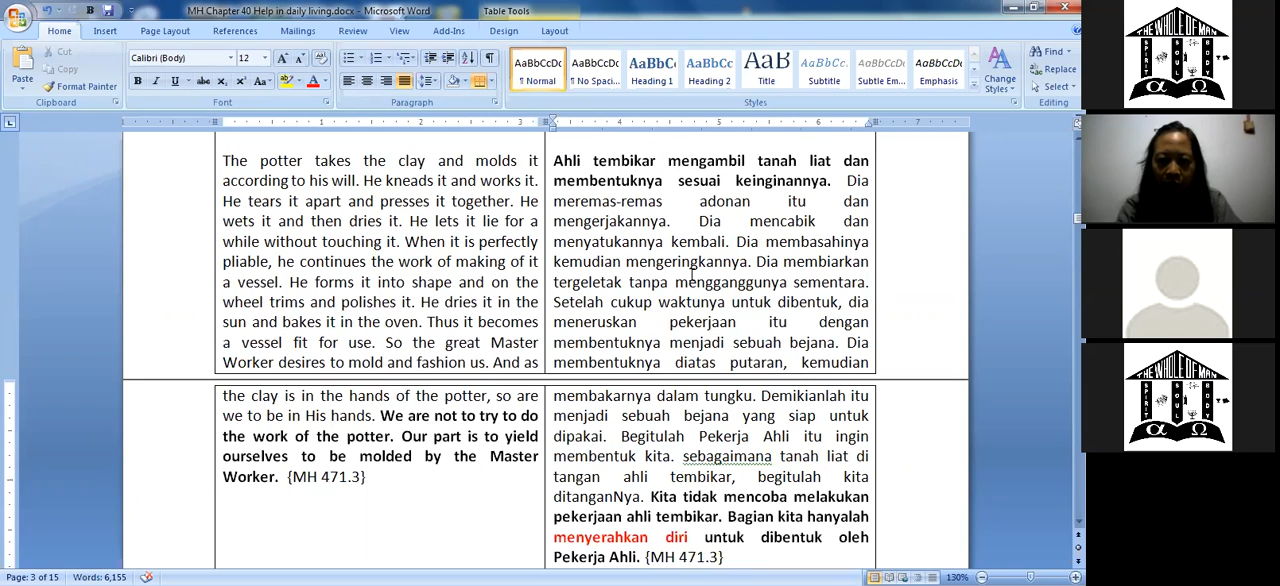 MH Chapter 40 Help in daily living.docx - Microsoft Word
Table Tools
Home
Insert
Page Layout
References
Mailings
Review
View
Add-Ins
Design
Layout
Cut
Copy
Format Painter
Paste
Clipboard
Calibri (Body)
12
Font
Paragraph
AaBbCcDc
¶ Normal
AaBbCcDc
¶ No Spaci...
AaBbC
Heading 1
AaBbCc
Heading 2
AaB
Title
AaBbCc.
Subtitle
AaBbCcDc
Subtle Em...
AaBbCcDc
Emphasis
Styles
Change
Styles
Find
Replace
Select
Editing
The potter takes the clay and molds it
according to his will. He kneads it and works it.
He tears it apart and presses it together. He
wets it and then dries it. He lets it lie for a
while without touching it. When it is perfectly
pliable, he continues the work of making of it
a vessel. He forms it into shape and on the
wheel trims and polishes it. He dries it in the
sun and bakes it in the oven. Thus it becomes
a vessel fit for use. So the great Master
Worker desires to mold and fashion us. And as
the clay is in the hands of the potter, so are
we to be in His hands. We are not to try to do
the work of the potter. Our part is to yield
ourselves to be molded by the Master
Worker. {MH 471.3}
Ahli tembikar mengambil tanah liat dan
membentuknya sesuai keinginannya. Dia
meremas-remas adonan itu dan
mengerjakannya. Dia mencabik dan
menyatukannya kembali. Dia membasahinya
kemudian mengeringkannya. Dia membiarkan
tergeletak tanpa mengganggunya sementara.
Setelah cukup waktunya untuk dibentuk, dia
meneruskan pekerjaan itu dengan
membentuknya menjadi sebuah bejana. Dia
membentuknya diatas putaran, kemudian
membakarnya dalam tungku. Demikianlah itu
menjadi sebuah bejana yang siap untuk
dipakai. Begitulah Pekerja Ahli itu ingin
membentuk kita. sebagaimana tanah liat di
tangan ahli tembikar, begitulah kita
ditanganNya. Kita tidak mencoba melakukan
pekerjaan ahli tembikar. Bagian kita hanyalah
menyerahkan diri untuk dibentuk oleh
Pekerja Ahli. {MH 471.3}
Page: 3 of 15
Words: 6,155
130%
THE WHOLE OF MAN
SPIRIT
SOUL
BODY
α
Ω
THE WHOLE OF MAN
SPIRIT
SOUL
BODY
α
Ω